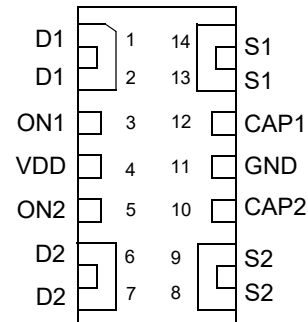 D1 1 14 S1
D1 2 13 S1
ON1 3 12 CAP1
VDD 4 11 GND
ON2 5 10 CAP2
D2 6 9 S2
D2 7 8 S2